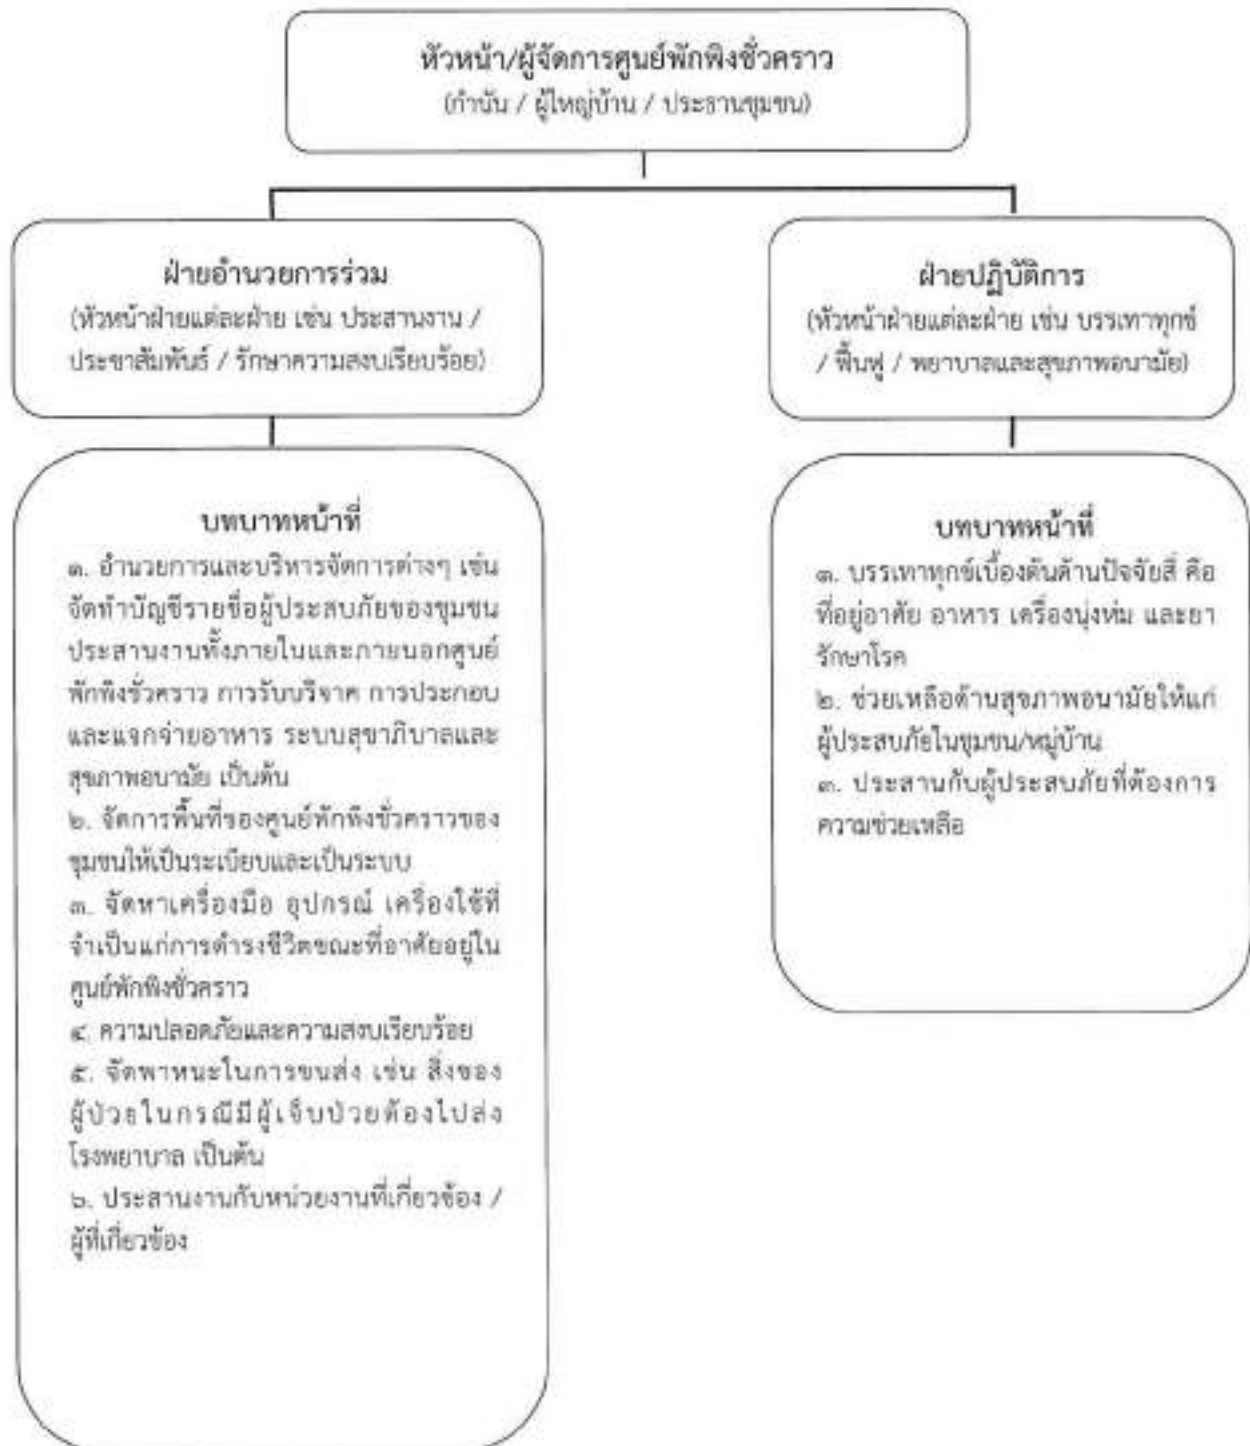 หัวหน้า/ผู้จัดการศูนย์พักพิงชั่วคราว
(กำนัน / ผู้ใหญ่บ้าน / ประธานชุมชน)
ฝ่ายอำนวยการร่วม
(หัวหน้าฝ่ายแต่ละฝ่าย เช่น ประสานงาน /
ประชาสัมพันธ์ / รักษาความสงบเรียบร้อย)
ฝ่ายปฏิบัติการ
(หัวหน้าฝ่ายแต่ละฝ่าย เช่น บรรเทาทุกข์
/ ฟื้นฟู / พยาบาลและสุขภาพอนามัย)
บทบาทหน้าที่
๑. อำนวยการและบริหารจัดการต่างๆ เช่น
จัดทำบัญชีรายชื่อผู้ประสบภัยของชุมชน
ประสานงานทั้งภายในและภายนอกศูนย์
พักพิงชั่วคราว การรับบริจาค การประกอบ
และแจกจ่ายอาหาร ระบบสุขาภิบาลและ
สุขภาพอนามัย เป็นต้น
๒. จัดการพื้นที่รองศูนย์พักพิงชั่วคราวของ
ชุมชนให้เป็นระเบียบและเป็นระบบ
๓. จัดหาเครื่องมือ อุปกรณ์ เครื่องใช้ที่
จำเป็นแก่การดำรงชีวิตขณะที่อาศัยอยู่ใน
ศูนย์พักพิงชั่วคราว
๔. ความปลอดภัยและความสงบเรียบร้อย
๕. จัดพาหนะในการขนส่ง เช่น สิ่งของ
ผู้ป่วยในกรณีมีผู้เจ็บป่วยต้องไปส่ง
โรงพยาบาล เป็นต้น
๖. ประสานงานกับหน่วยงานที่เกี่ยวข้อง /
ผู้ที่เกี่ยวข้อง
บทบาทหน้าที่
๑. บรรเทาทุกข์เบื้องต้นด้านปัจจัยสี่ คือ
ที่อยู่อาศัย อาหาร เครื่องนุ่งห่ม และยา
รักษาโรค
๒. ช่วยเหลือด้านสุขภาพอนามัยให้แก่
ผู้ประสบภัยในชุมชน/หมู่บ้าน
๓. ประสานกับผู้ประสบภัยที่ต้องการ
ความช่วยเหลือ